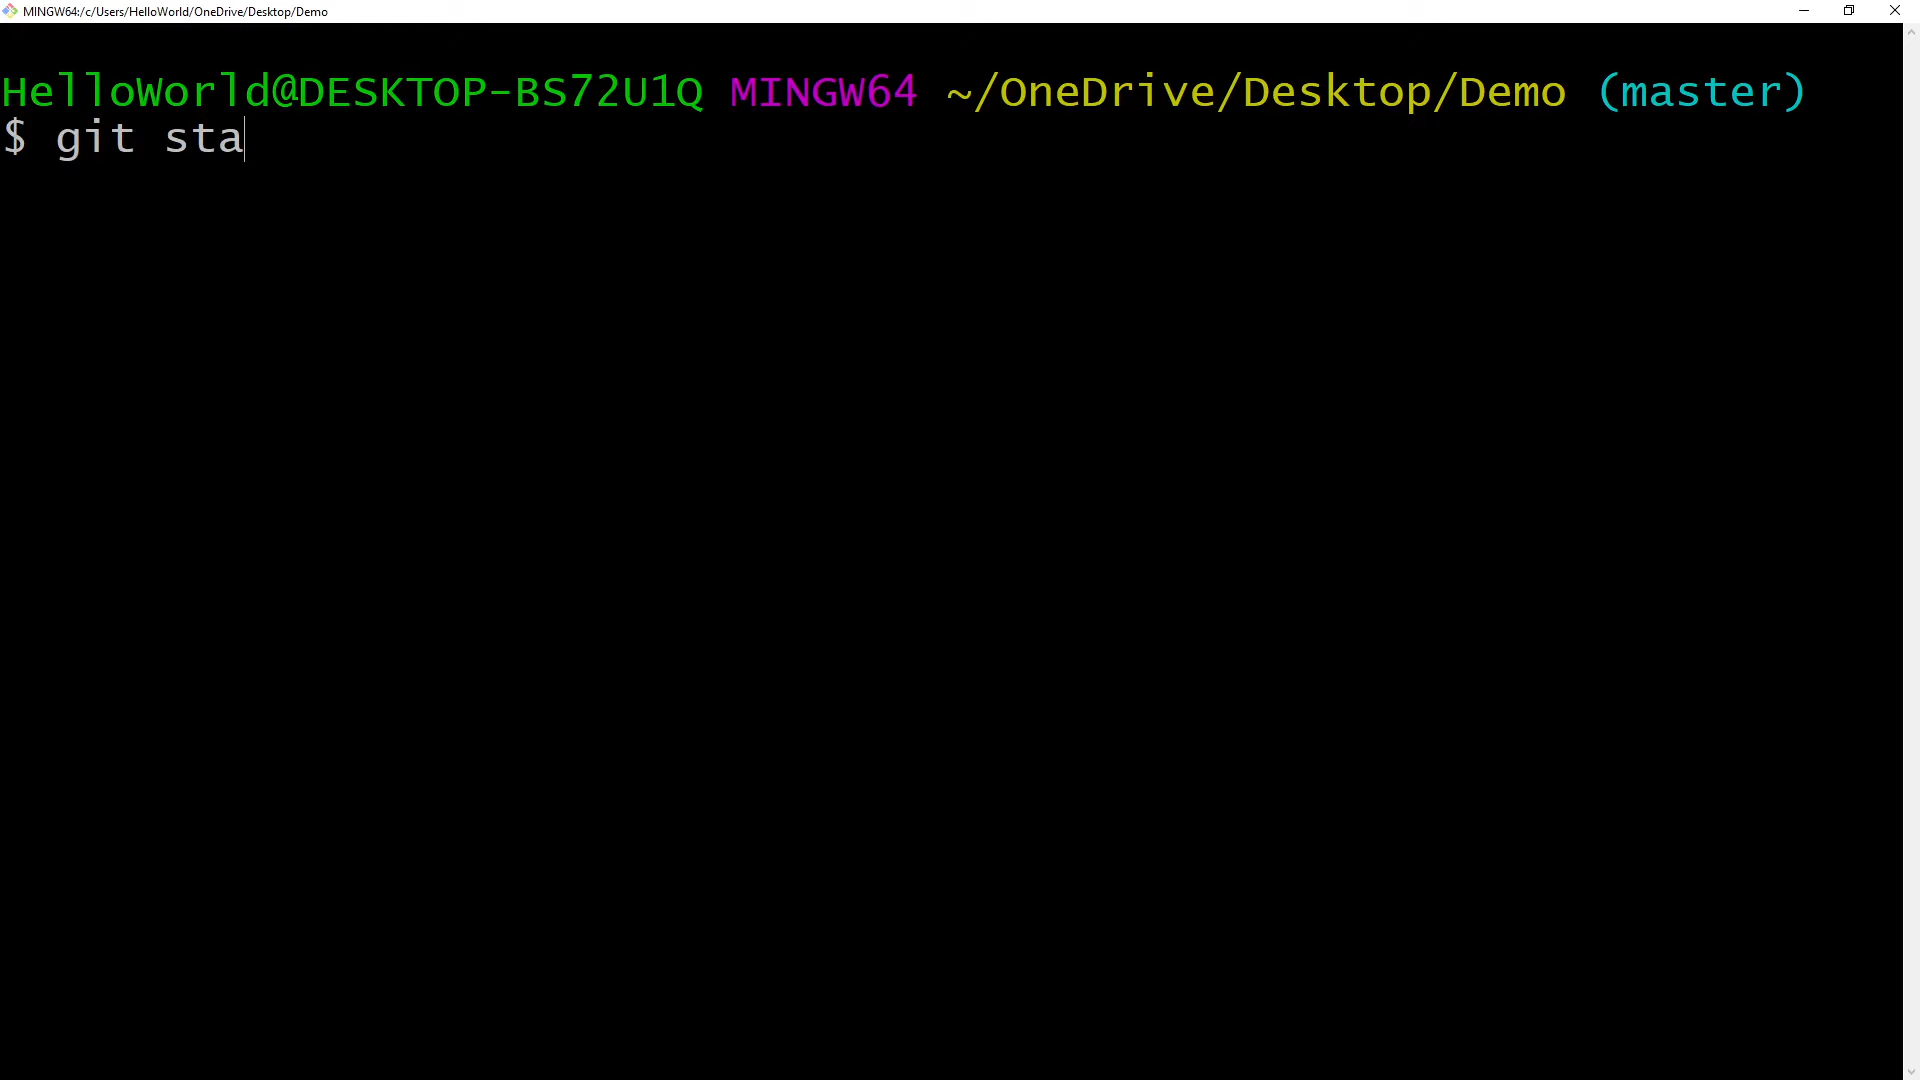 MINGW64:/c/Users/HelloWorld/OneDrive/Desktop/Demo
HelloWorld@DESKTOP-BS72U1Q MINGW64 ~/OneDrive/Desktop/Demo (master)
$ git sta